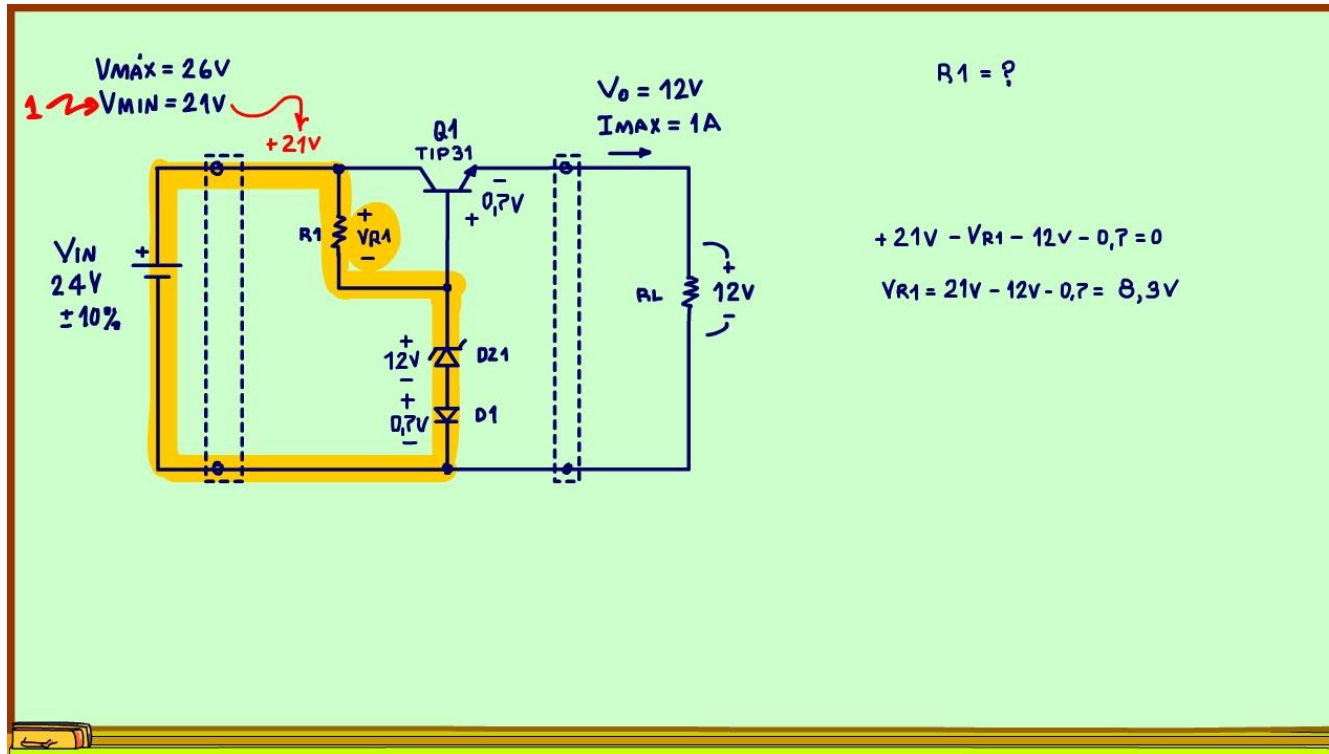 VMÁX = 26V
1 VMIN = 21V
+21V
Q1
TIP31
V0 = 12V
IMAX = 1A
R1 = ?
VIN
24V
±10%
+
R1
+
VR1
-
-
0,7V
+
RL
+
12V
-
+
12V
-
DZ1
+
0,7V
-
D1
+21V - VR1 - 12V - 0,7 = 0
VR1 = 21V - 12V - 0,7 = 8,3V